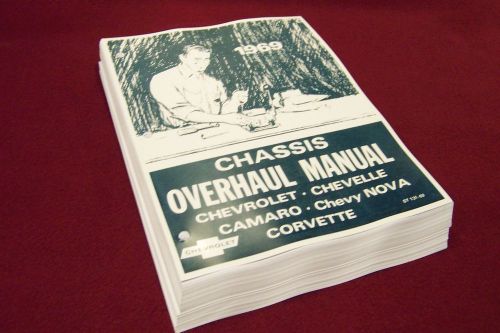 1969
CHASSIS
OVERHAUL MANUAL
CHEVROLET · CHEVELLE
CAMARO · Chevy NOVA
CORVETTE
CHEVROLET